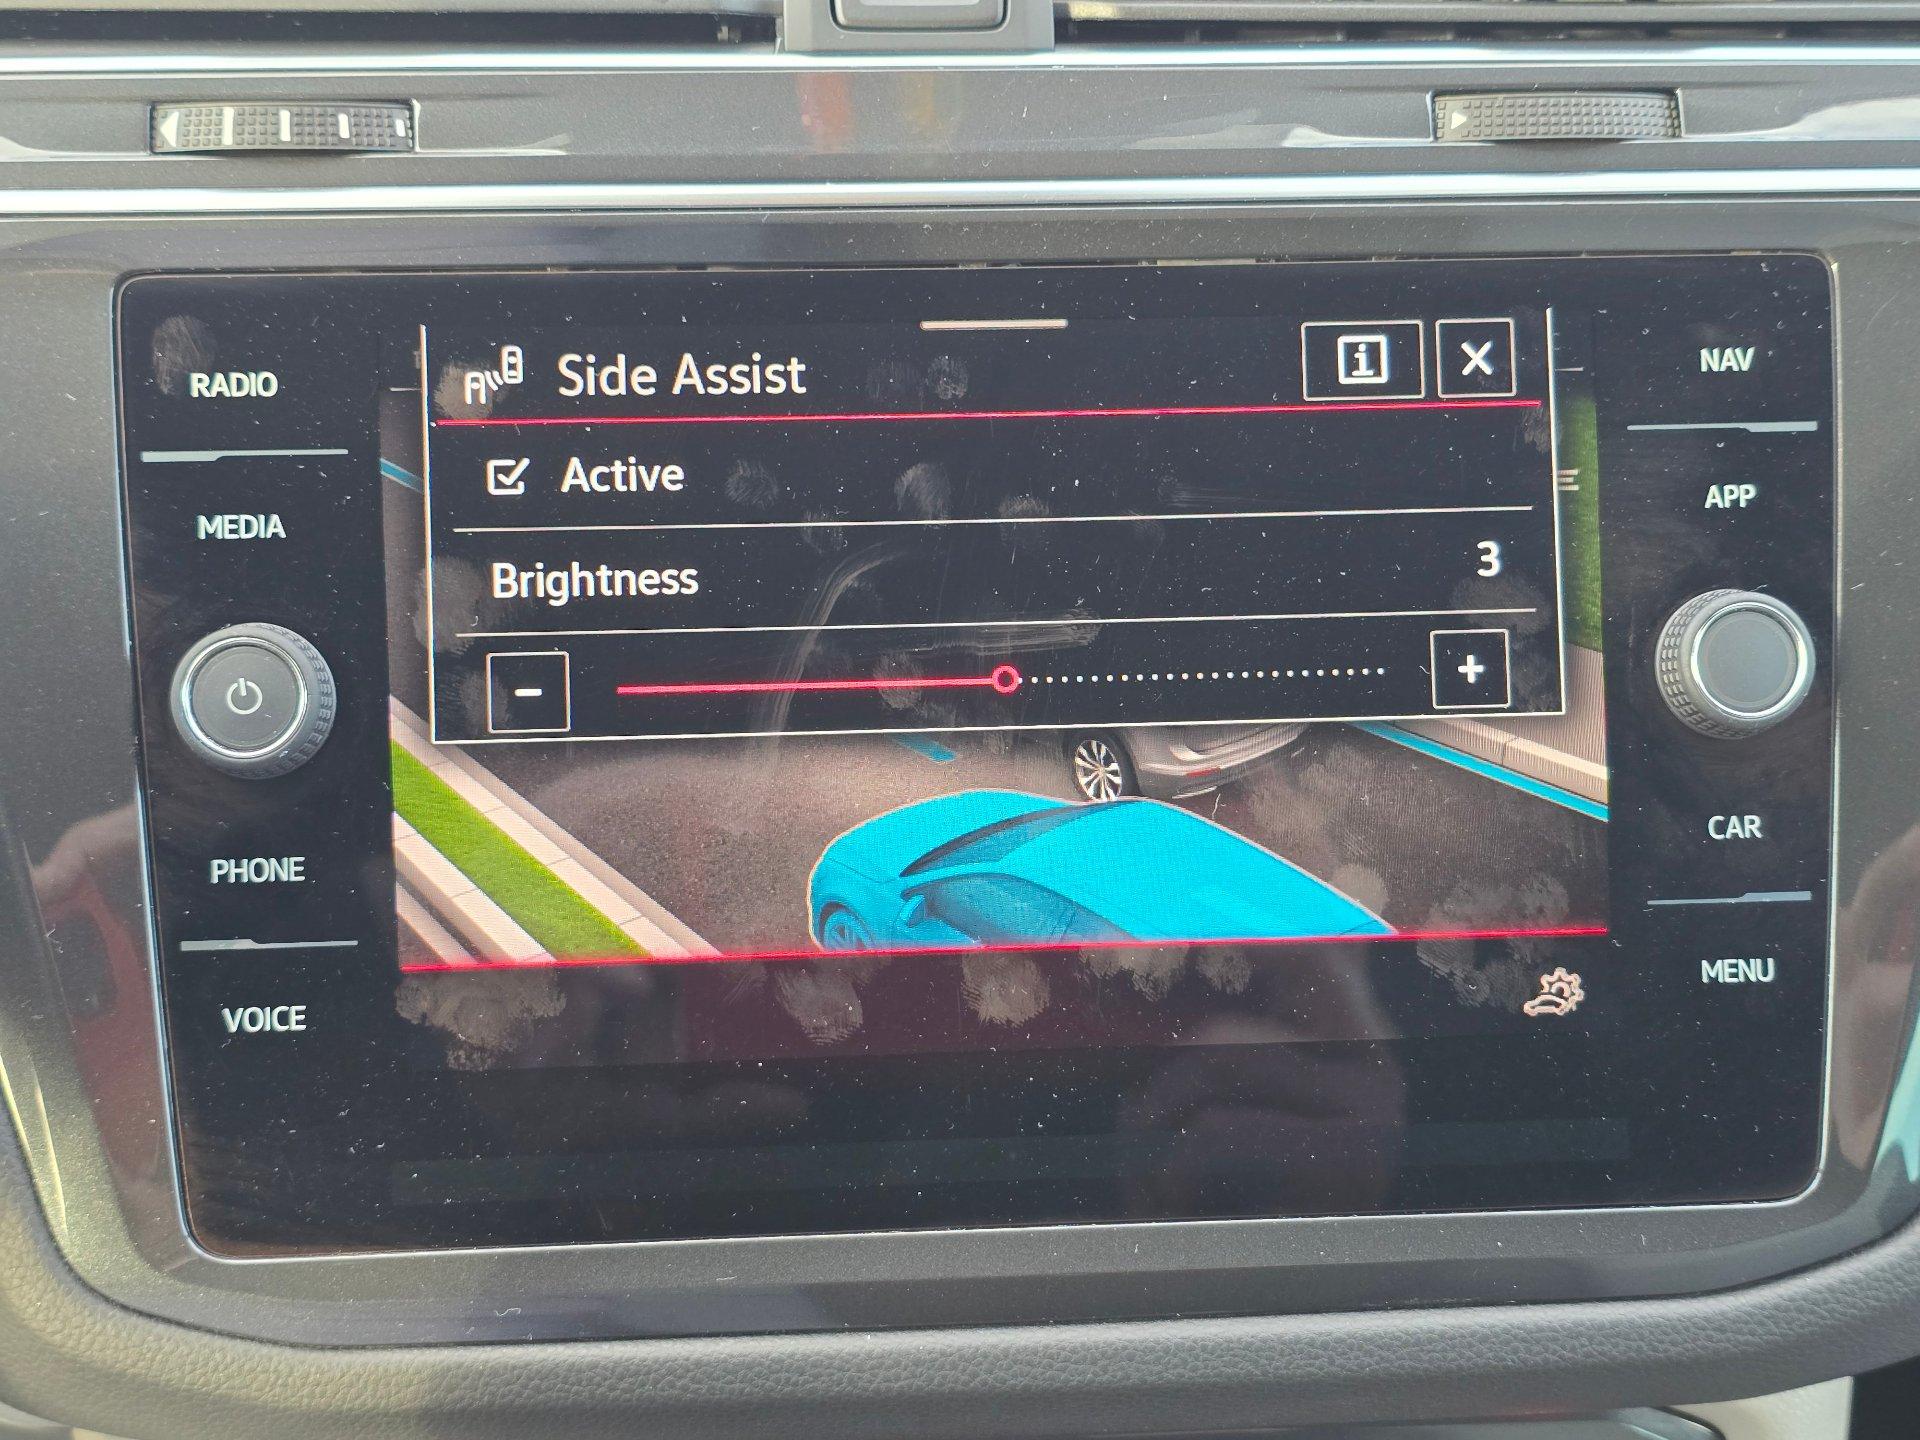 Side Assist
Active
Brightness 3
- +
RADIO
MEDIA
PHONE
VOICE
NAV
APP
CAR
MENU